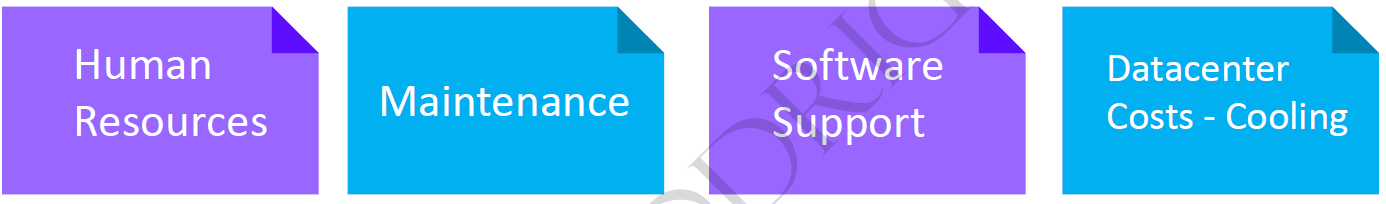 Human
Resources
Maintenance
Software
Support
Datacenter
Costs - Cooling